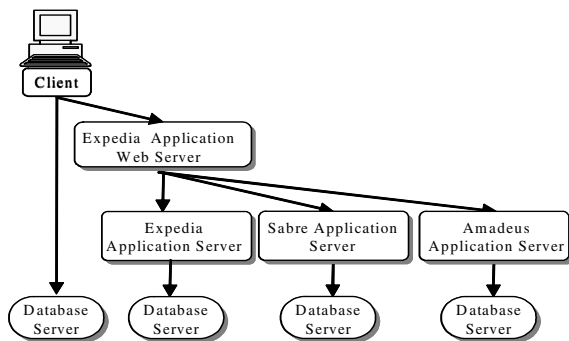 Client
Expedia Application
Web Server
Expedia
Application Server
Sabre Application
Server
Amadeus
Application Server
Database
Server
Database
Server
Database
Server
Database
Server